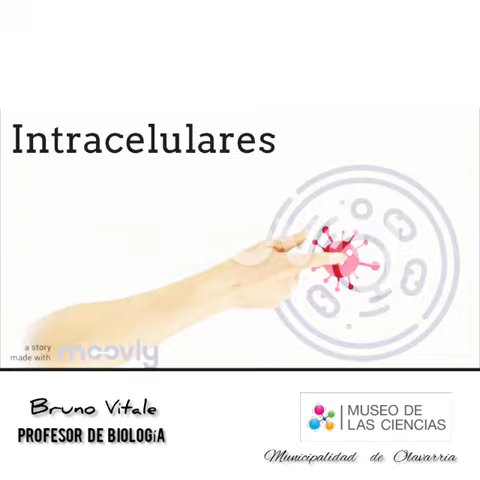 Intracelulares
a story
made with moovly
Bruno Vitale
PROFESOR DE BIOLOGíA
MUSEO DE
LAS CIENCIAS
Municipalidad de Olavarria